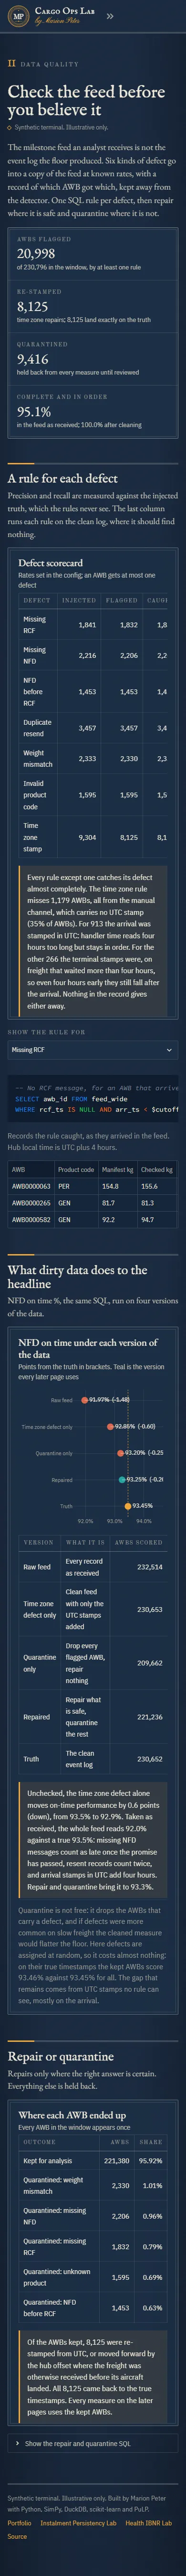 MP
CARGO OPS LAB
by Marion Peter
»
II DATA QUALITY
Check the feed before
you believe it
Synthetic terminal. Illustrative only.
The milestone feed an analyst receives is not the
event log the floor produced. Six kinds of defect go
into a copy of the feed at known rates, with a
record of which AWB got which, kept away from
the detector. One SQL rule per defect, then repair
where it is safe and quarantine where it is not.
AWBS FLAGGED
20,998
of 230,796 in the window, by at least one rule
RE-STAMPED
8,125
time zone repairs; 8,125 land exactly on the truth
QUARANTINED
9,416
held back from every measure until reviewed
COMPLETE AND IN ORDER
95.1%
in the feed as received; 100.0% after cleaning
A rule for each defect
Precision and recall are measured against the injected
truth, which the rules never see. The last column
runs each rule on the clean log, where it should find
nothing.
Defect scorecard
Rates set in the config; an AWB gets at most one
defect
DEFECT INJECTED FLAGGED CAUG
Missing
RCF
1,841 1,832 1,8
Missing
NFD
2,216 2,206 2,2
NFD
before
RCF
1,453 1,453 1,4
Duplicate
resend
3,457 3,457 3,4
Weight
mismatch
2,333 2,330 2,3
Invalid
product
code
1,595 1,595 1,5
Time
zone
stamp
9,304 8,125 8,1
Every rule except one catches its defect
almost completely. The time zone rule
misses 1,179 AWBs, all from the manual
channel, which carries no UTC stamp
(35% of AWBs). For 913 the arrival was
stamped in UTC: handler time reads four
hours too long but stays in order. For the
other 266 the terminal stamps were, on
freight that waited more than four hours,
so even four hours early they still fall after
the arrival. Nothing in the record gives
either away.
SHOW THE RULE FOR
Missing RCF
-- No RCF message, for an AWB that arrive
SELECT awb_id FROM feed_wide
WHERE rcf_ts IS NULL AND arr_ts < $cutoff
Records the rule caught, as they arrived in the feed.
Hub local time is UTC plus 4 hours.
AWB Product code Manifest kg Checked kg
AWB0000063 PER 154.8 155.6
AWB0000265 GEN 81.7 81.3
AWB0000582 GEN 92.2 94.7
What dirty data does to the
headline
NFD on time %, the same SQL, run on four versions
of the data.
NFD on time under each version of
the data
Points from the truth in brackets. Teal is the version
every later page uses
Raw feed 91.97% (-1.48)
Time zone defect only 92.85% (-0.60)
Quarantine only 93.20% (-0.25
Repaired 93.25% (-0.20
Truth 93.45%
92.0% 93.0% 94.0%
VERSION WHAT IT IS AWBS SCORED
Raw feed
Every record
as received
232,514
Time zone
defect only
Clean feed
with only the
UTC stamps
added
230,653
Quarantine
only
Drop every
flagged AWB,
repair
nothing
209,662
Repaired
Repair what
is safe,
quarantine
the rest
221,236
Truth
The clean
event log
230,652
Unchecked, the time zone defect alone
moves on-time performance by 0.6 points
(down), from 93.5% to 92.9%. Taken as
received, the whole feed reads 92.0%
against a true 93.5%: missing NFD
messages count as late once the promise
has passed, resent records count twice,
and arrival stamps in UTC add four hours.
Repair and quarantine bring it to 93.3%.
Quarantine is not free: it drops the AWBs that
carry a defect, and if defects were more
common on slow freight the cleaned measure
would flatter the floor. Here defects are
assigned at random, so it costs almost nothing:
on their true timestamps the kept AWBs score
93.46% against 93.45% for all. The gap that
remains comes from UTC stamps no rule can
see, mostly on the arrival.
Repair or quarantine
Repairs only where the right answer is certain.
Everything else is held back.
Where each AWB ended up
Every AWB in the window appears once
OUTCOME AWBS SHARE
Kept for analysis 221,380 95.92%
Quarantined: weight
mismatch
2,330 1.01%
Quarantined: missing
NFD
2,206 0.96%
Quarantined: missing
RCF
1,832 0.79%
Quarantined: unknown
product
1,595 0.69%
Quarantined: NFD
before RCF
1,453 0.63%
Of the AWBs kept, 8,125 were re-
stamped from UTC, or moved forward by
the hub offset where the freight was
otherwise received before its aircraft
landed. All 8,125 came back to the true
timestamps. Every measure on the later
pages uses the kept AWBs.
Show the repair and quarantine SQL
Synthetic terminal. Illustrative only. Built by Marion Peter
with Python, SimPy, DuckDB, scikit-learn and PuLP.
Portfolio Instalment Persistency Lab Health IBNR Lab
Source